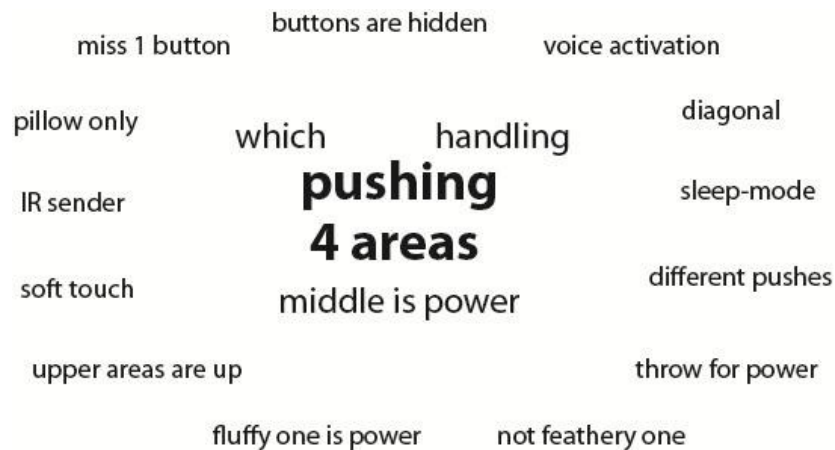 buttons are hidden
miss 1 button
voice activation
pillow only
diagonal
which
handling
pushing
IR sender
sleep-mode
4 areas
soft touch
different pushes
middle is power
upper areas are up
throw for power
fluffy one is power
not feathery one